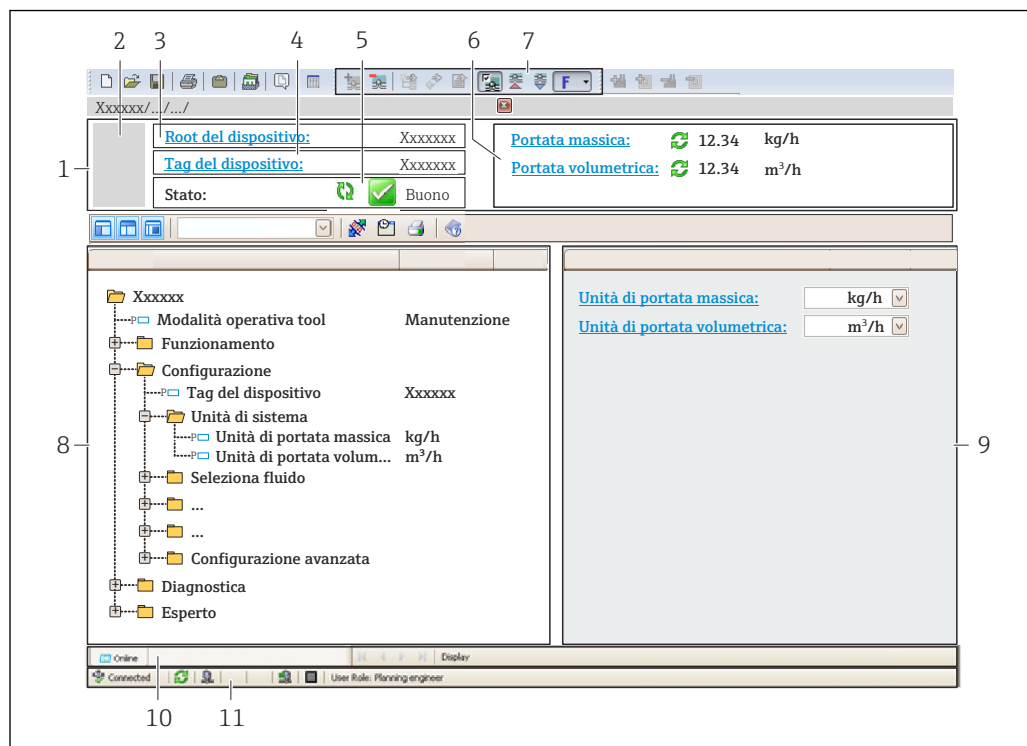 2 3 4 5 6 7
F
Xxxxxx/.../.../
1
Root del dispositivo: Xxxxxxx
Tag del dispositivo: Xxxxxxx
Stato: Buono
Portata massica: 12.34 kg/h
Portata volumetrica: 12.34 m³/h
Xxxxxx
P Modalità operativa tool Manutenzione
Funzionamento
Configurazione
P Tag del dispositivo Xxxxxx
Unità di sistema
P Unità di portata massica kg/h
P Unità di portata volum... m³/h
Seleziona fluido
...
...
Configurazione avanzata
Diagnostica
Esperto
8
Unità di portata massica: kg/h
Unità di portata volumetrica: m³/h
9
Online Display
Connected User Role: Planning engineer
10 11